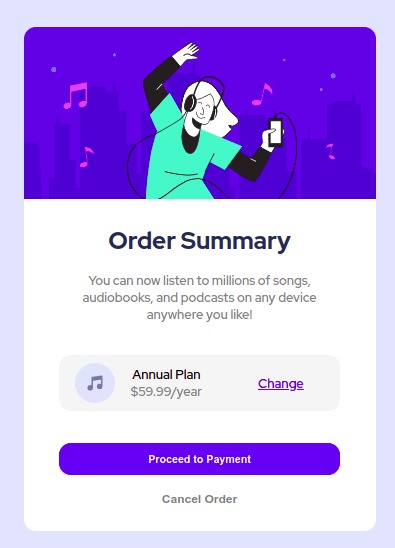 Order Summary
You can now listen to millions of songs,
audiobooks, and podcasts on any device
anywhere you like!
Annual Plan
$59.99/year
Change
Proceed to Payment
Cancel Order